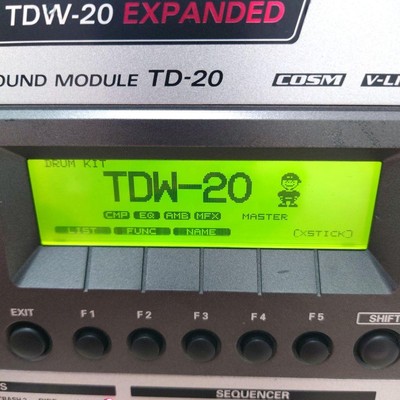 TDW-20 EXPANDED
OUND MODULE TD-20 COSM V-LI
DRUM KIT
TDW-20
CMP EQ AMB MFX MASTER
LIST FUNC NAME [XSTICK]
EXIT F1 F2 F3 F4 F5 SHIFT
SEQUENCER